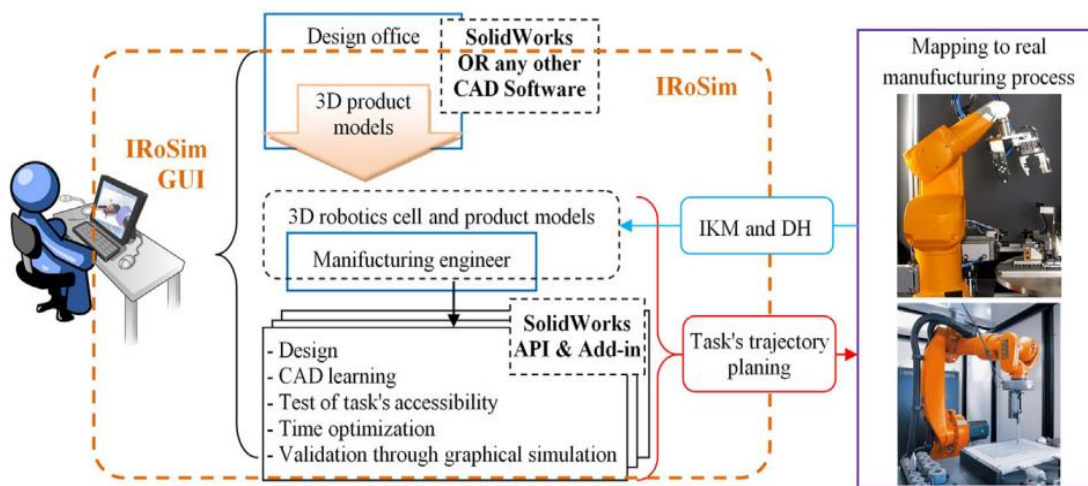 Design office
SolidWorks
OR any other
CAD Software
3D product
models
IRoSim
IRoSim
GUI
Mapping to real
manufucturing process
3D robotics cell and product models
Manifucturing engineer
IKM and DH
SolidWorks
API & Add-in
- Design
- CAD learning
- Test of task's accessibility
- Time optimization
- Validation through graphical simulation
Task's trajectory
planing